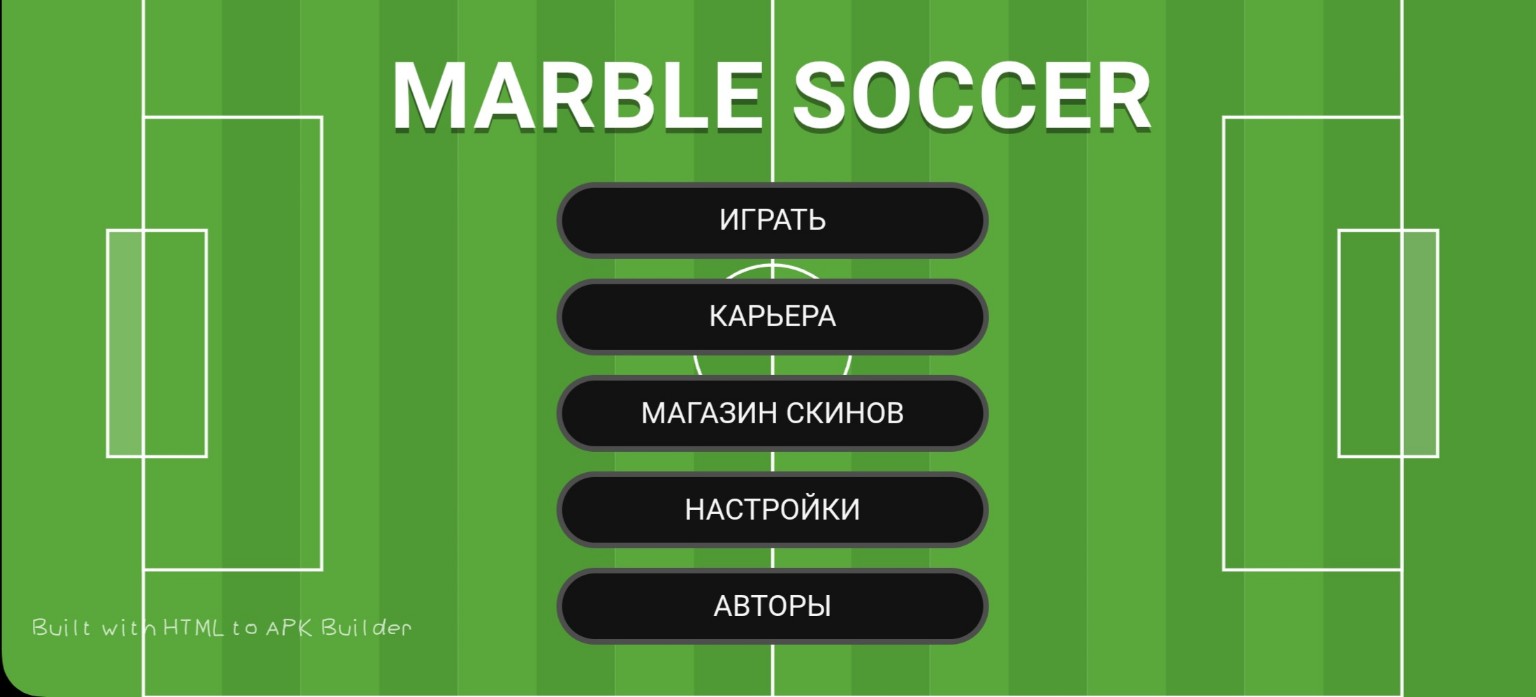 MARBLE SOCCER
ИГРАТЬ
КАРЬЕРА
МАГАЗИН СКИНОВ
НАСТРОЙКИ
АВТОРЫ
Built with HTML to APK Builder